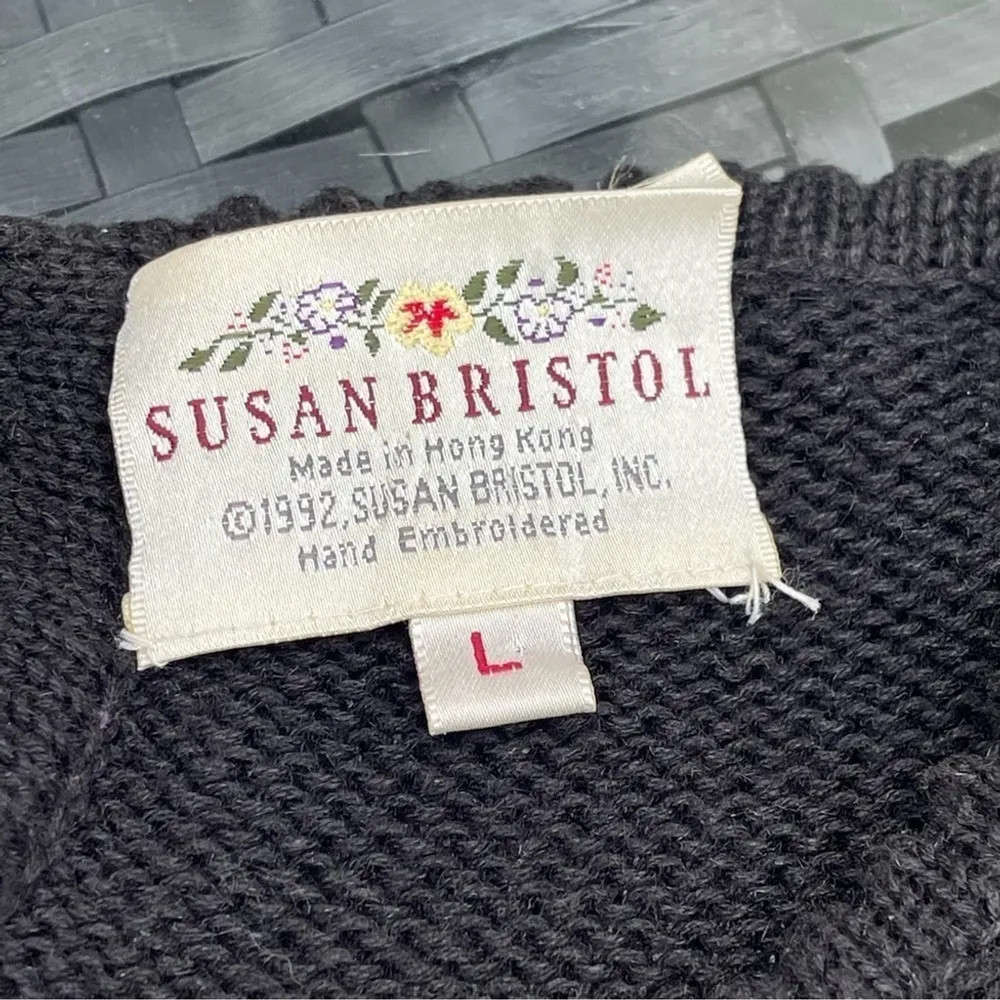 SUSAN BRISTOL
Made in Hong Kong
©1992, SUSAN BRISTOL, INC.
Hand Embroidered
L